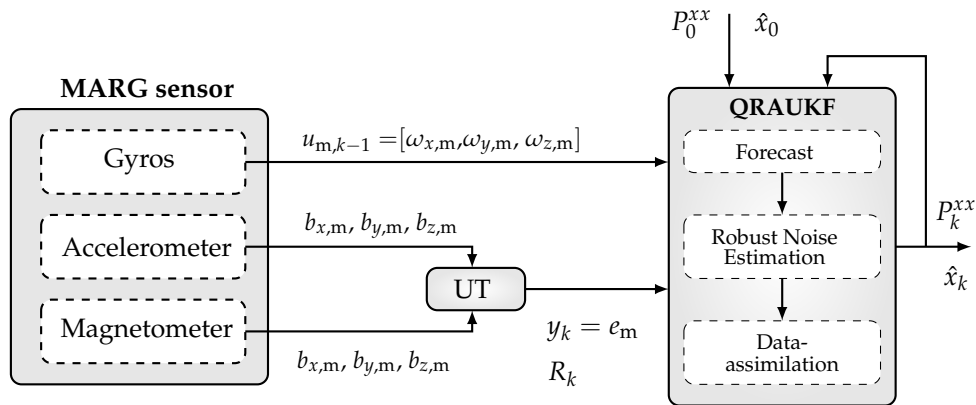 P_0^{xx} x̂_0
MARG sensor
QRAUKF
Gyros
u_{m,k−1} =[ω_{x,m},ω_{y,m}, ω_{z,m}]
Forecast
Accelerometer
b_{x,m}, b_{y,m}, b_{z,m}
Robust Noise
Estimation
P_k^{xx}
x̂_k
UT
Magnetometer
b_{x,m}, b_{y,m}, b_{z,m}
y_k = e_m
R_k
Data-
assimilation